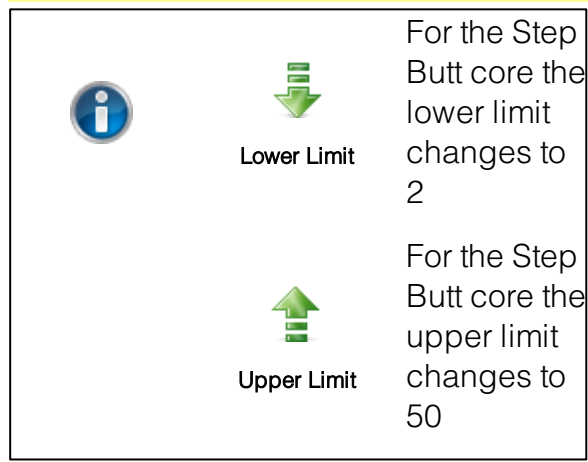 For the Step
Butt core the
lower limit
changes to
2
Lower Limit
For the Step
Butt core the
upper limit
changes to
50
Upper Limit